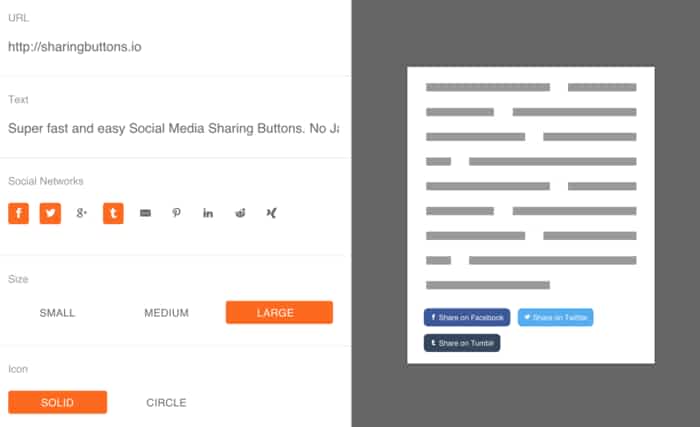 URL
http://sharingbuttons.io
Text
Super fast and easy Social Media Sharing Buttons. No Ja
Social Networks
Size
SMALL MEDIUM LARGE
Icon
SOLID CIRCLE
Share on Facebook Share on Twitter
Share on Tumblr